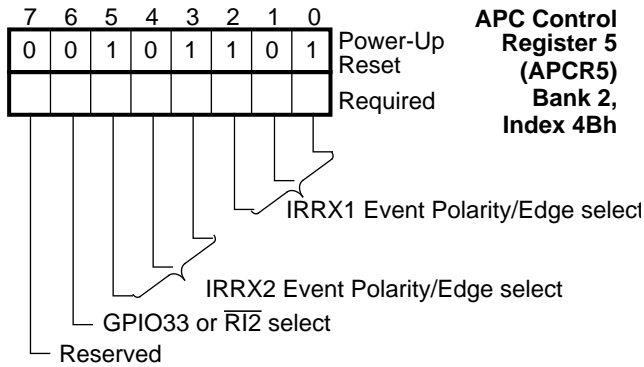 7 6 5 4 3 2 1 0
0 0 1 0 1 1 0 1
Power-Up
Reset
Required
APC Control
Register 5
(APCR5)
Bank 2,
Index 4Bh
IRRX1 Event Polarity/Edge select
IRRX2 Event Polarity/Edge select
GPIO33 or R̅I̅2̅ select
Reserved